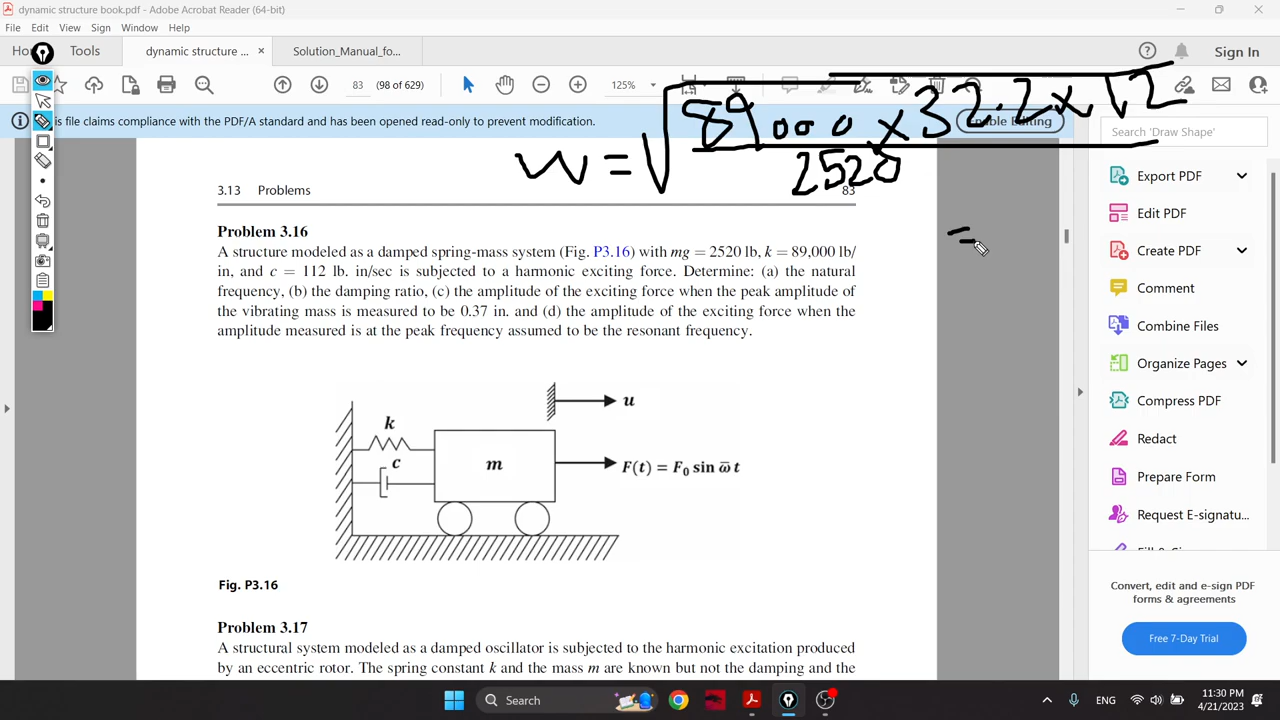 dynamic structure book.pdf - Adobe Acrobat Reader (64-bit)
File Edit View Sign Window Help
Tools dynamic structure ... × Solution_Manual_fo... Sign In
83 (98 of 629) 125%
is file claims compliance with the PDF/A standard and has been opened read-only to prevent modification.
W = √ 89000 × 32.2 × 12
2520
=
3.13 Problems 83
Problem 3.16
A structure modeled as a damped spring-mass system (Fig. P3.16) with mg = 2520 lb, k = 89,000 lb/
in, and c = 112 lb. in/sec is subjected to a harmonic exciting force. Determine: (a) the natural
frequency, (b) the damping ratio, (c) the amplitude of the exciting force when the peak amplitude of
the vibrating mass is measured to be 0.37 in. and (d) the amplitude of the exciting force when the
amplitude measured is at the peak frequency assumed to be the resonant frequency.
u
k
c
m
F(t) = F₀ sin ω̅ t
Fig. P3.16
Problem 3.17
A structural system modeled as a damped oscillator is subjected to the harmonic excitation produced
by an eccentric rotor. The spring constant k and the mass m are known but not the damping and the
Search 'Draw Shape'
Export PDF
Edit PDF
Create PDF
Comment
Combine Files
Organize Pages
Compress PDF
Redact
Prepare Form
Request E-signatu...
Convert, edit and e-sign PDF
forms & agreements
Free 7-Day Trial
Search
ENG
11:30 PM
4/21/2023